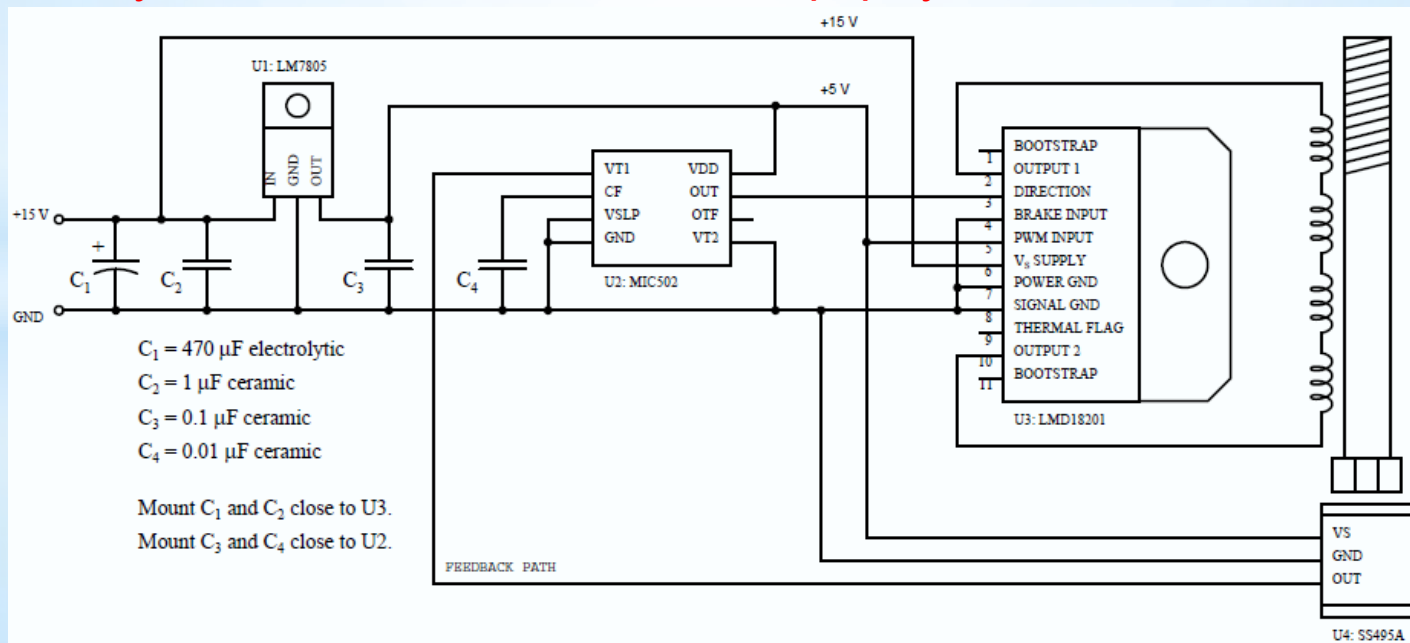 +15 V
U1: LM7805
+5 V
IN
GND
OUT
+15 V
+
C1
C2
C3
C4
GND
VT1
CF
VSLP
GND
VDD
OUT
OTF
VT2
U2: MIC502
BOOTSTRAP
1
OUTPUT 1
2
DIRECTION
3
BRAKE INPUT
4
PWM INPUT
5
VS SUPPLY
6
POWER GND
7
SIGNAL GND
8
THERMAL FLAG
9
OUTPUT 2
10
BOOTSTRAP
11
U3: LMD18201
C1 = 470 µF electrolytic
C2 = 1 µF ceramic
C3 = 0.1 µF ceramic
C4 = 0.01 µF ceramic
Mount C1 and C2 close to U3.
Mount C3 and C4 close to U2.
FEEDBACK PATH
VS
GND
OUT
U4: SS495A